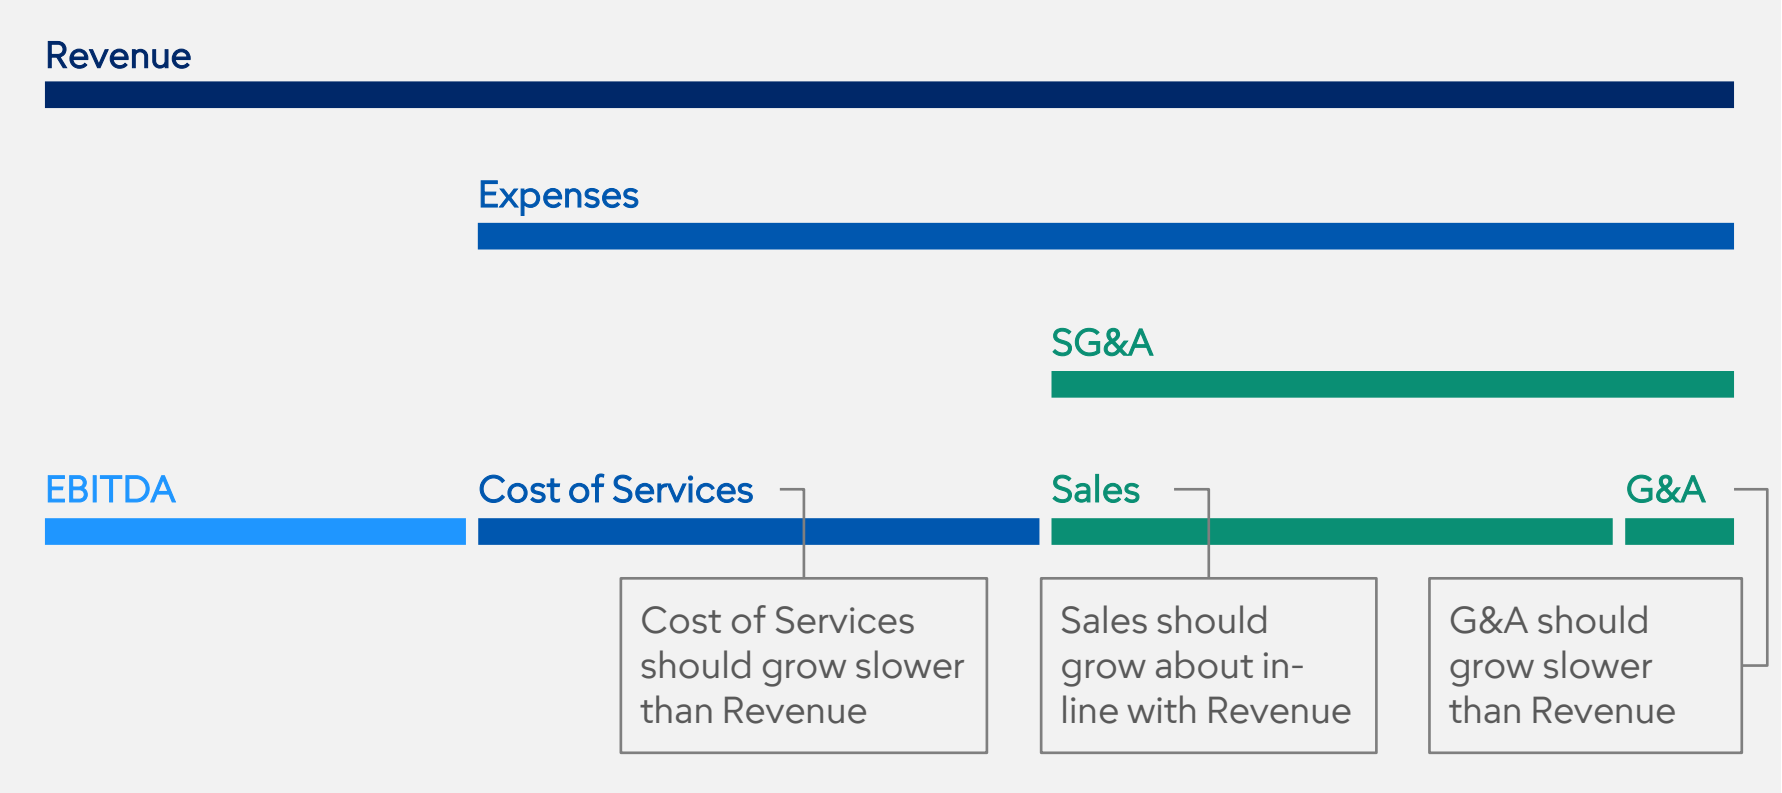 Revenue
Expenses
SG&A
EBITDA
Cost of Services
Sales
G&A
Cost of Services
should grow slower
than Revenue
Sales should
grow about in-
line with Revenue
G&A should
grow slower
than Revenue